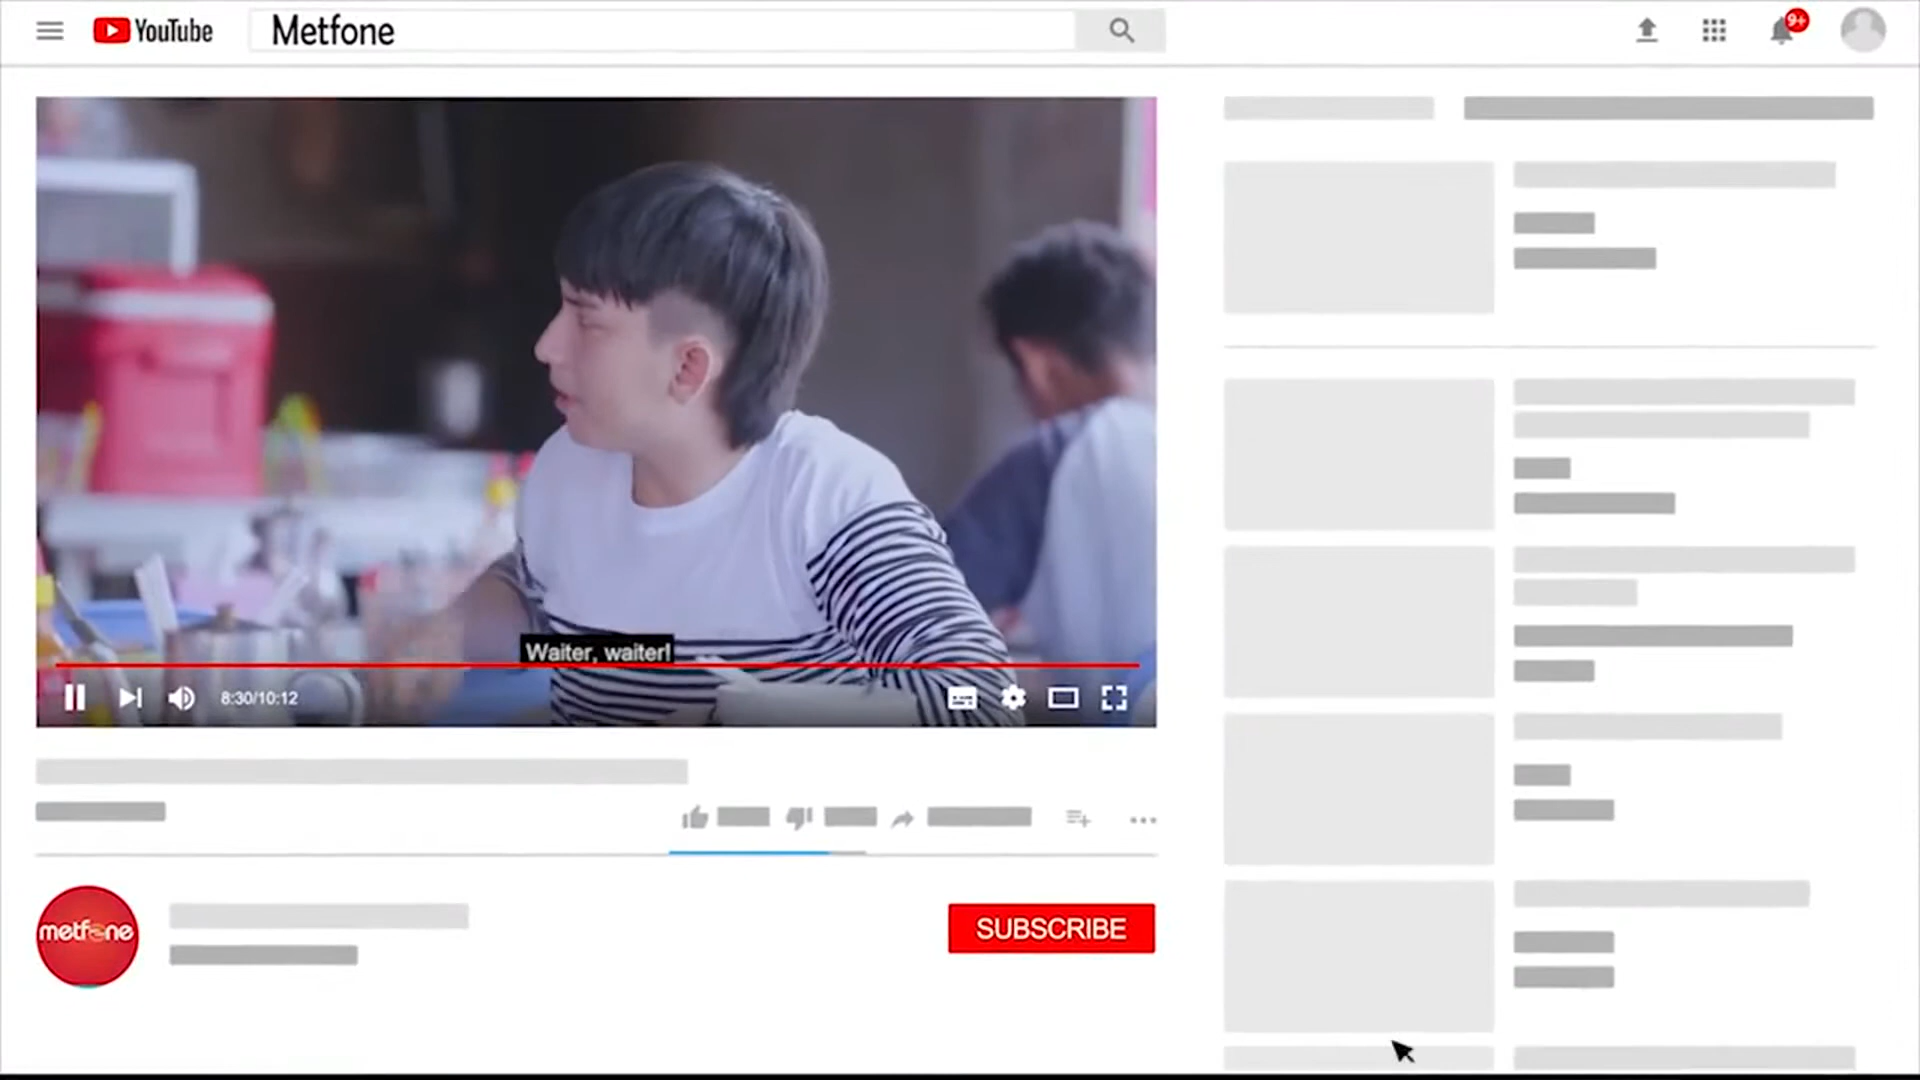 YouTube
Metfone
9+
Waiter, waiter!
8:30/10:12
metfone
SUBSCRIBE